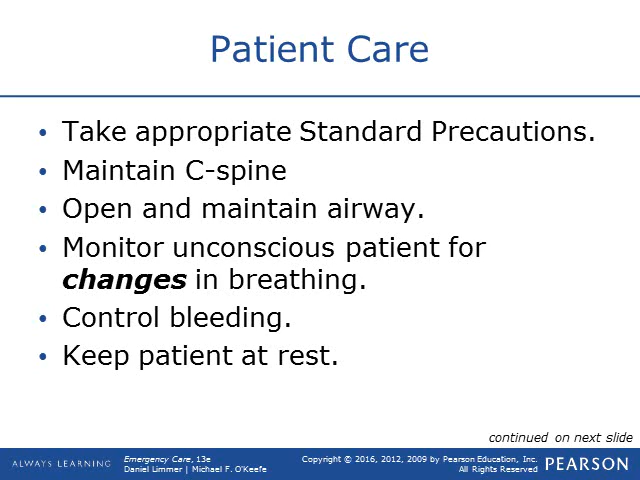 Patient Care
• Take appropriate Standard Precautions.
• Maintain C-spine
• Open and maintain airway.
• Monitor unconscious patient for
changes in breathing.
• Control bleeding.
• Keep patient at rest.
continued on next slide
ALWAYS LEARNING
Emergency Care, 13e
Daniel Limmer | Michael F. O'Keefe
Copyright © 2016, 2012, 2009 by Pearson Education, Inc.
All Rights Reserved
PEARSON